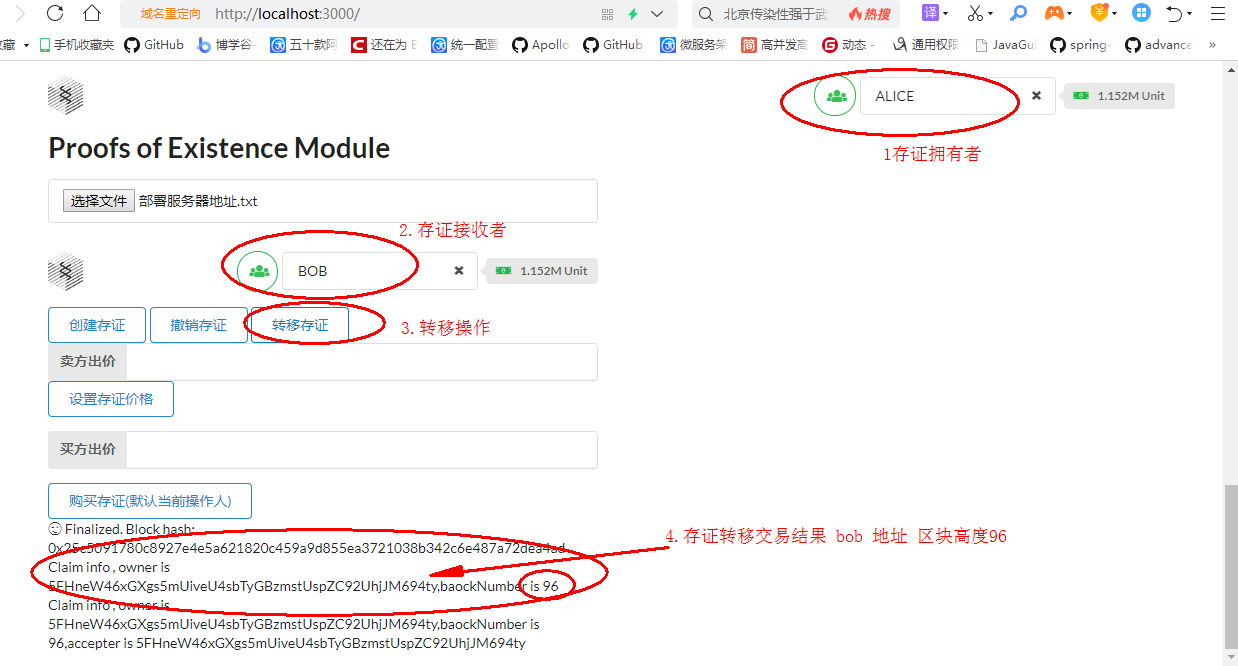 域名重定向 http://localhost:3000/ 北京传染性强于武 热搜 译
藏 手机收藏夹 GitHub 博学谷 五十款阿 还在为 E 统一配置 Apollo GitHub 微服务架 简 高并发高 动态 - 通用权限 JavaGui spring- advance »
ALICE 1.152M Unit
1存证拥有者
Proofs of Existence Module
选择文件 部署服务器地址.txt
2. 存证接收者
BOB 1.152M Unit
创建存证 撤销存证 转移存证
3. 转移操作
卖方出价
设置存证价格
买方出价
购买存证(默认当前操作人)
Finalized. Block hash:
4. 存证转移交易结果 bob 地址 区块高度96
Claim info , owner is
5FHneW46xGXgs5mUiveU4sbTyGBzmstUspZC92UhjJM694ty,baockNumber is 96
Claim info , owner is
5FHneW46xGXgs5mUiveU4sbTyGBzmstUspZC92UhjJM694ty,baockNumber is
96,accepter is 5FHneW46xGXgs5mUiveU4sbTyGBzmstUspZC92UhjJM694ty